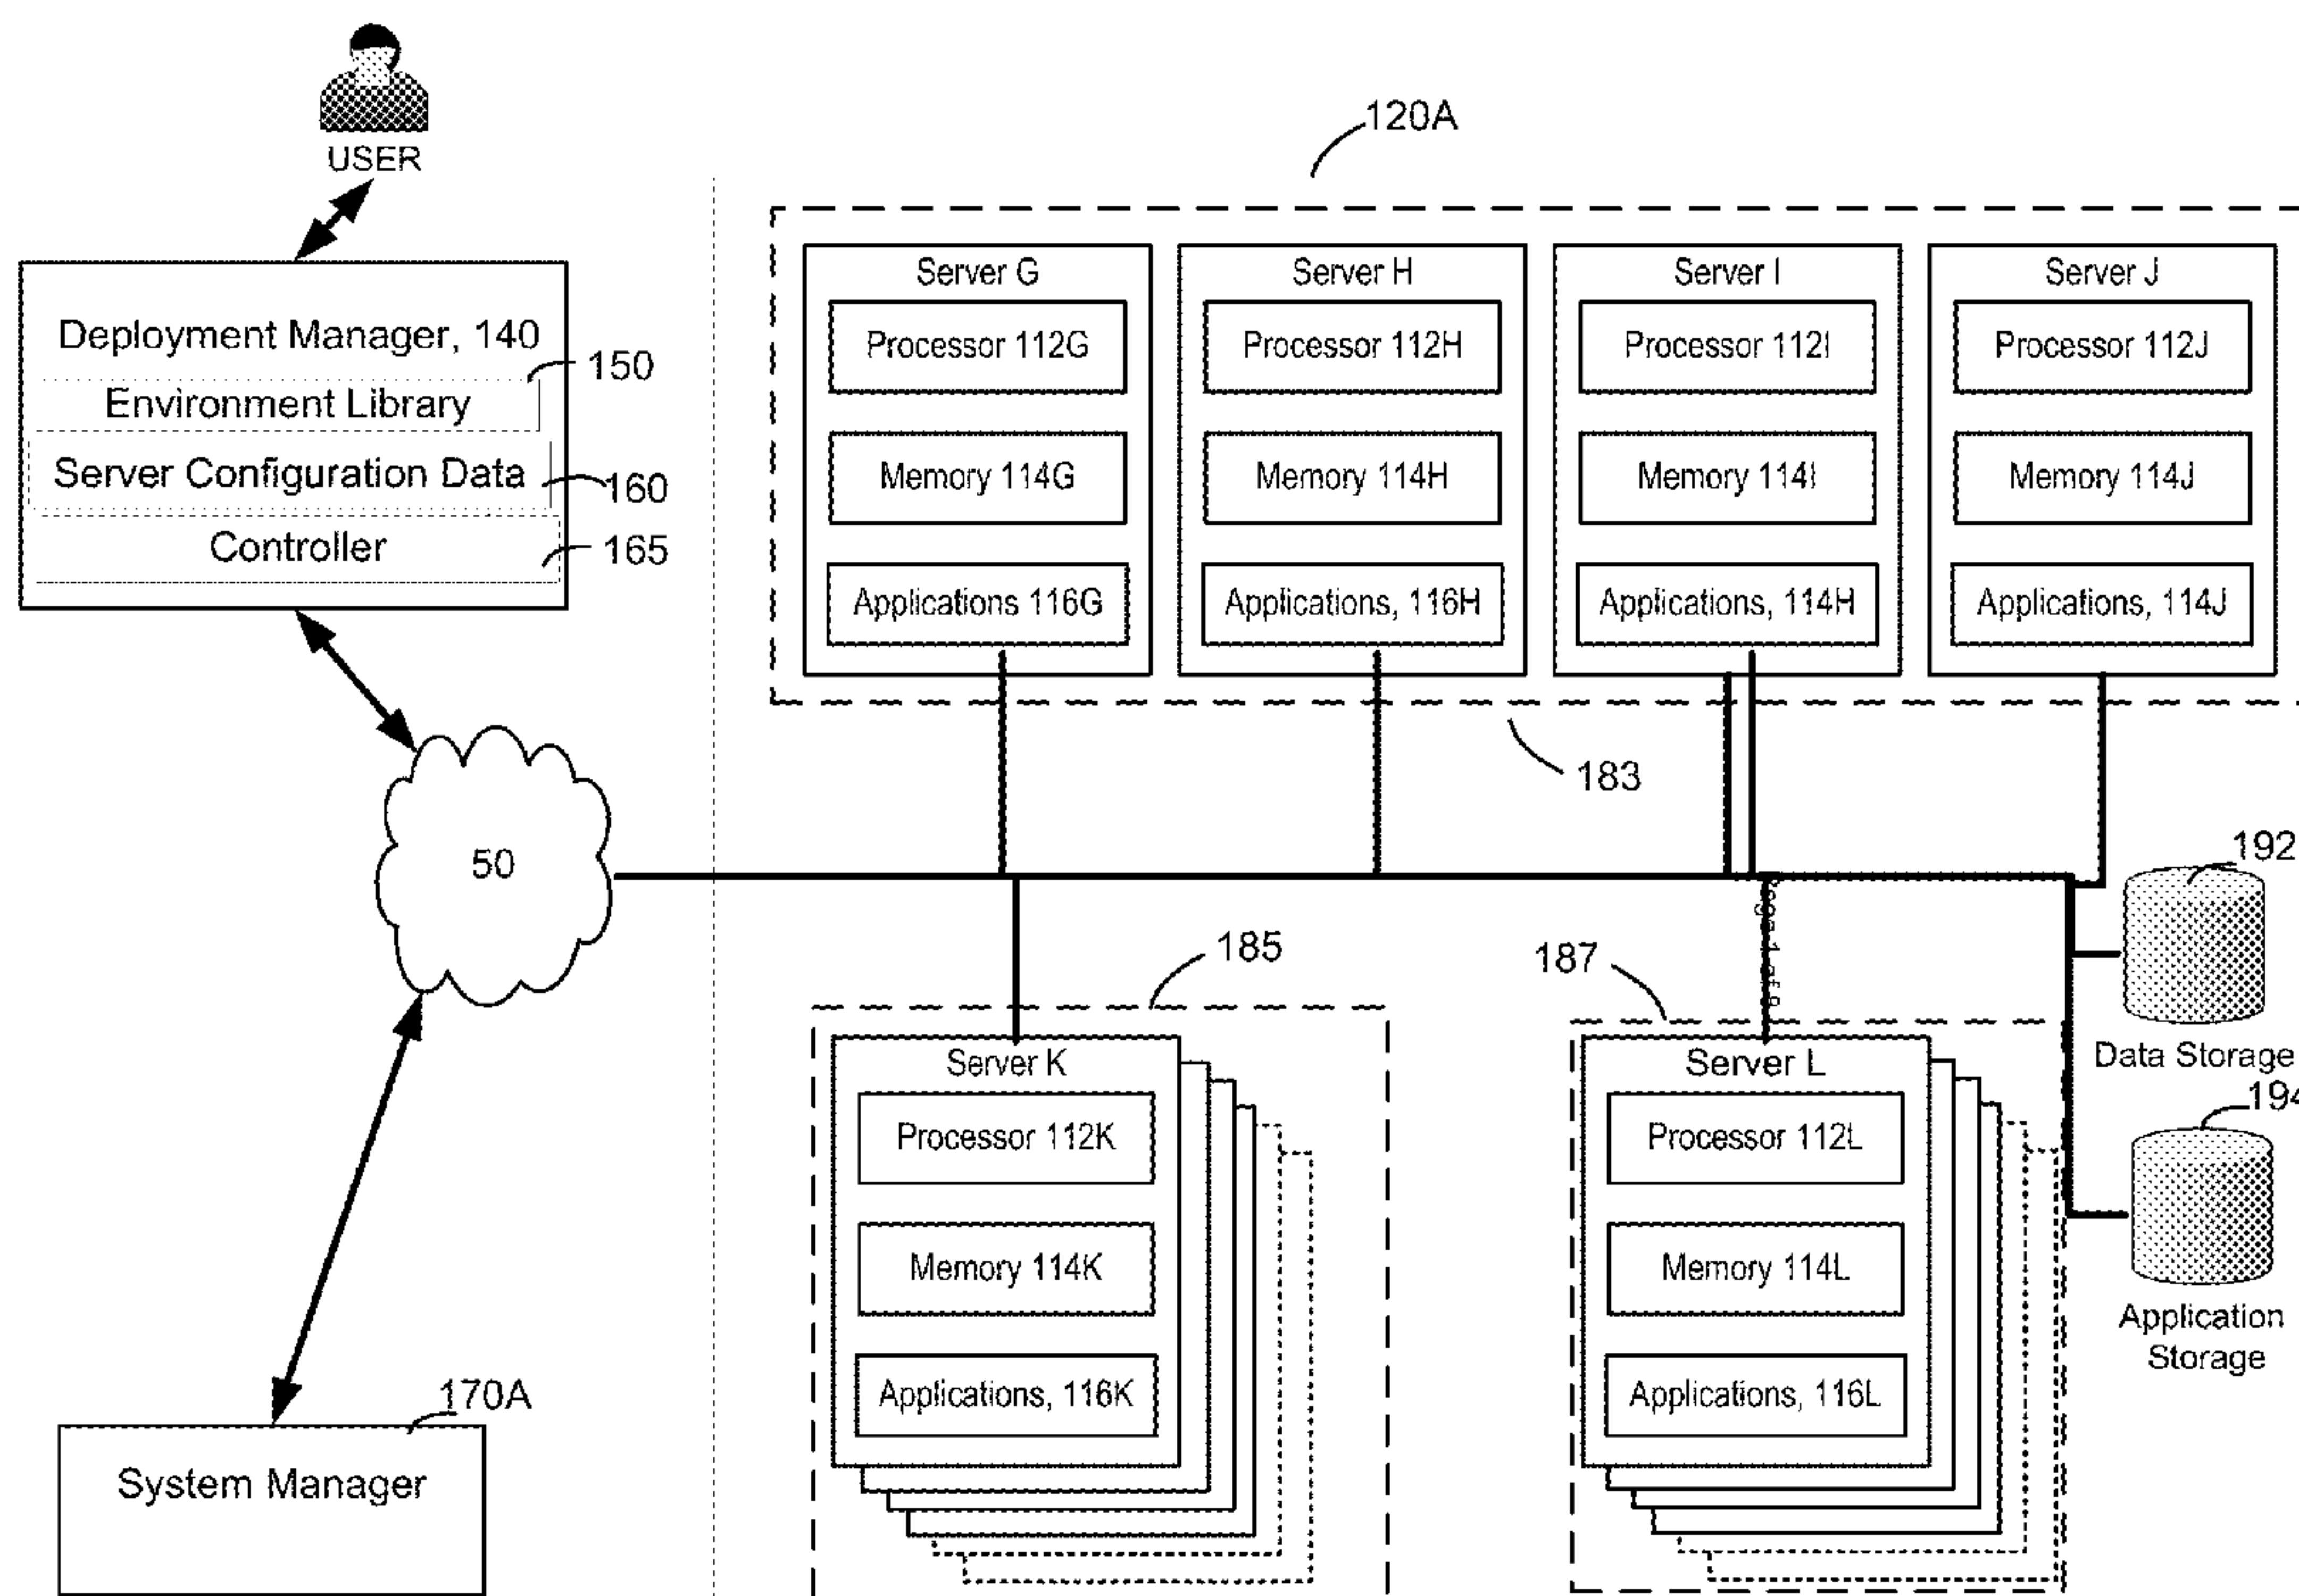 USER
120A
Deployment Manager, 140
150
Environment Library
Server Configuration Data
160
Controller
165
Server G
Processor 112G
Memory 114G
Applications 116G
Server H
Processor 112H
Memory 114H
Applications, 116H
Server I
Processor 112I
Memory 114I
Applications, 114H
Server J
Processor 112J
Memory 114J
Applications, 114J
183
50
192
Data Storage
194
Application
Storage
185
Server K
Processor 112K
Memory 114K
Applications, 116K
187
Server L
Processor 112L
Memory 114L
Applications, 116L
170A
System Manager